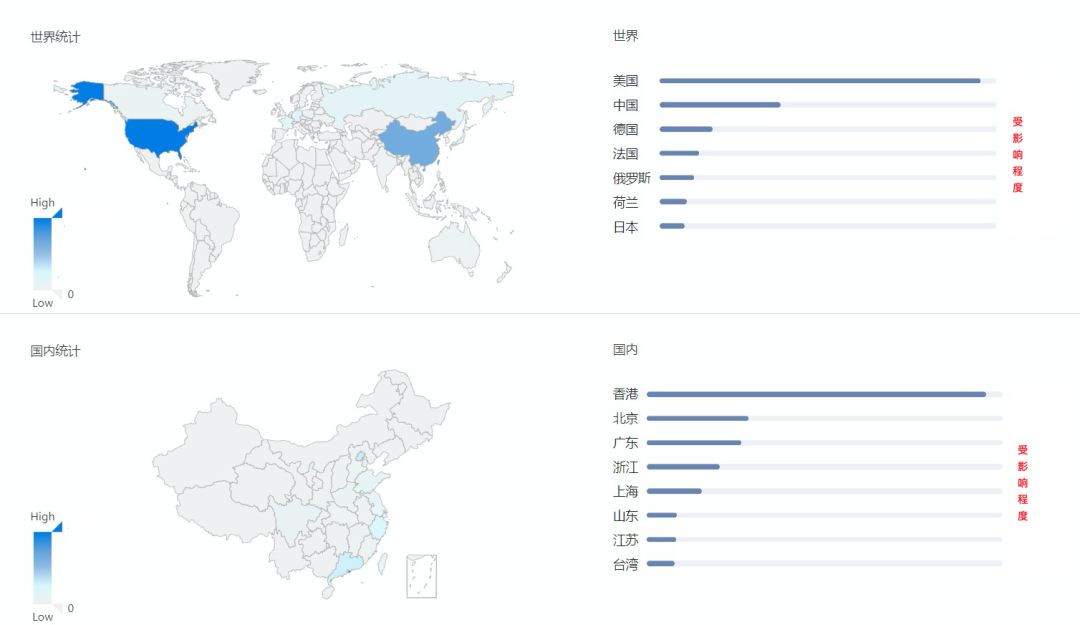 世界统计
世界
美国
中国
德国
法国
俄罗斯
荷兰
日本
受影响程度
High
0
Low
国内统计
国内
香港
北京
广东
浙江
上海
山东
江苏
台湾
受影响程度
High
0
Low